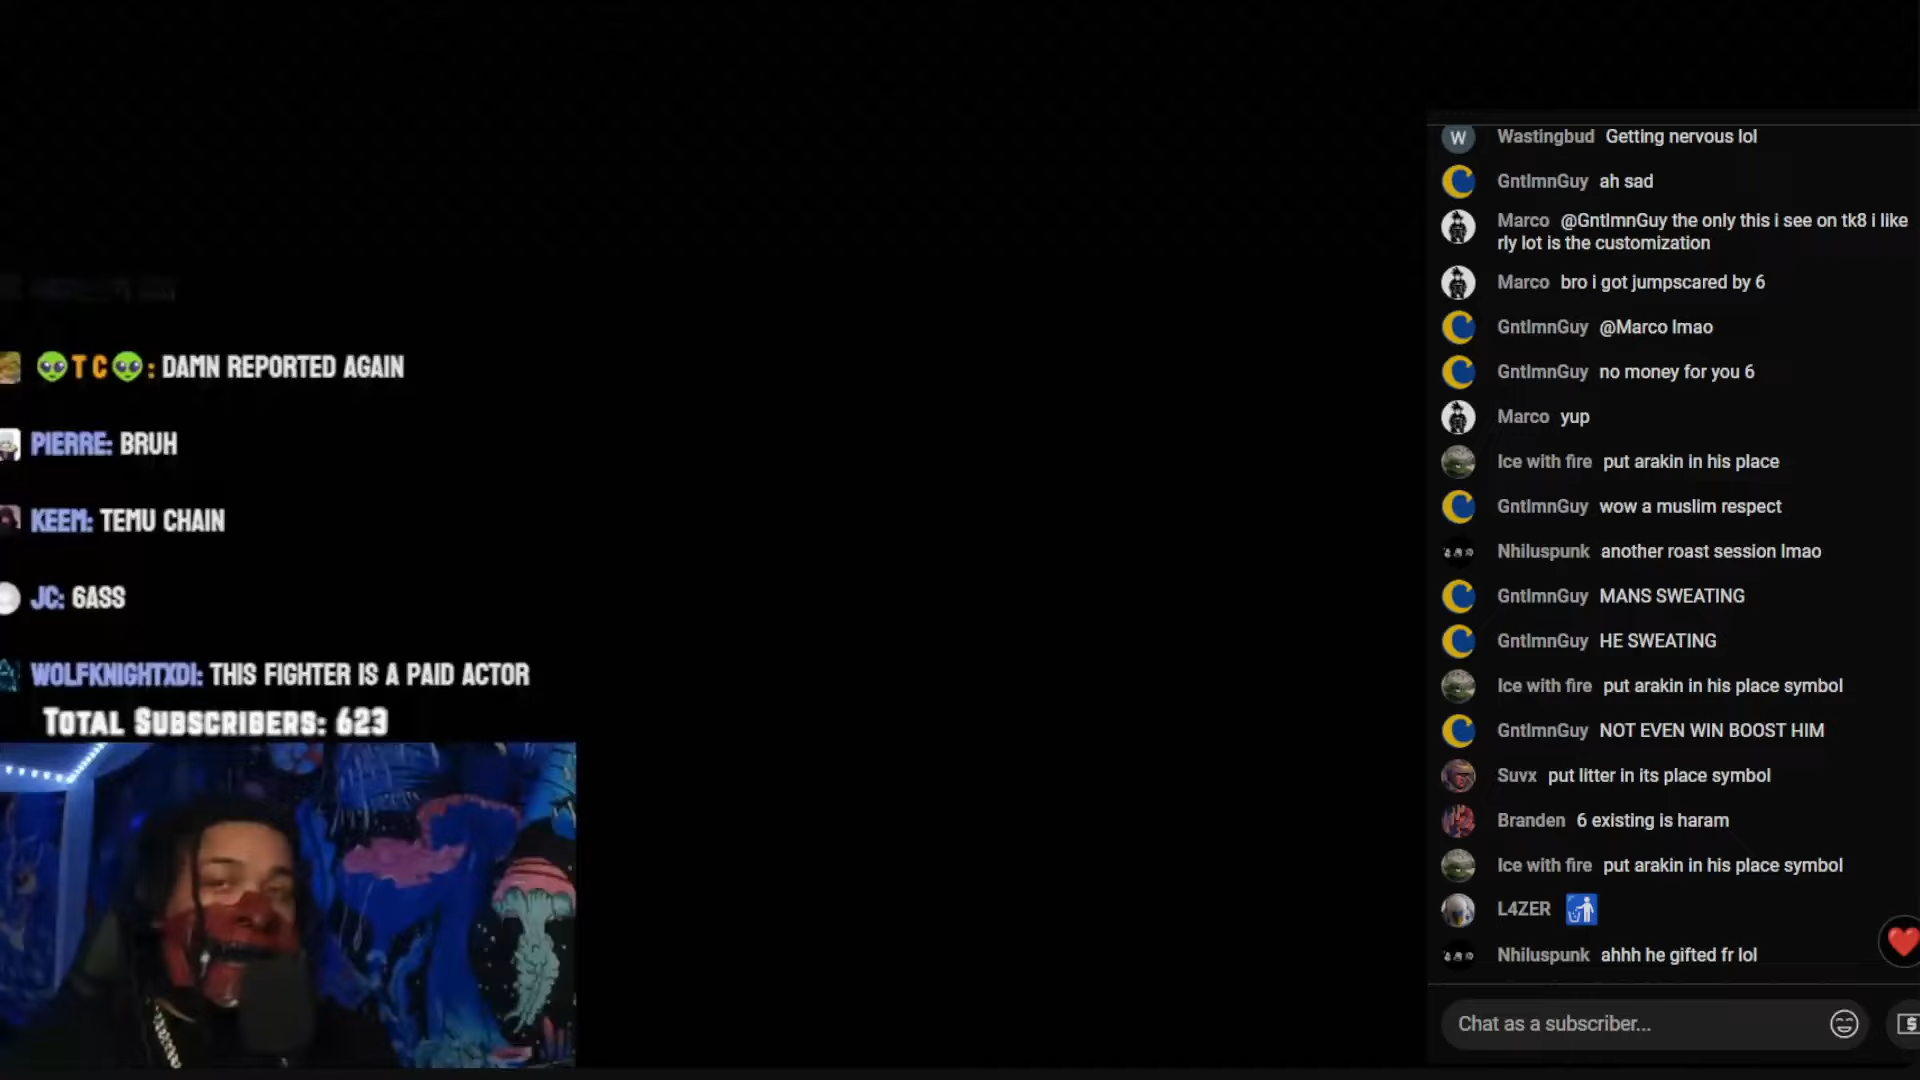 👽T C👽: DAMN REPORTED AGAIN
PIERRE: BRUH
KEEM: TEMU CHAIN
JC: 6ASS
WOLFKNIGHTXDI: THIS FIGHTER IS A PAID ACTOR
TOTAL SUBSCRIBERS: 623
W Wastingbud Getting nervous lol
GntlmnGuy ah sad
Marco @GntlmnGuy the only this i see on tk8 i like
rly lot is the customization
Marco bro i got jumpscared by 6
GntlmnGuy @Marco lmao
GntlmnGuy no money for you 6
Marco yup
Ice with fire put arakin in his place
GntlmnGuy wow a muslim respect
Nhiluspunk another roast session lmao
GntlmnGuy MANS SWEATING
GntlmnGuy HE SWEATING
Ice with fire put arakin in his place symbol
GntlmnGuy NOT EVEN WIN BOOST HIM
Suvx put litter in its place symbol
Branden 6 existing is haram
Ice with fire put arakin in his place symbol
L4ZER 🚮
Nhiluspunk ahhh he gifted fr lol
Chat as a subscriber...